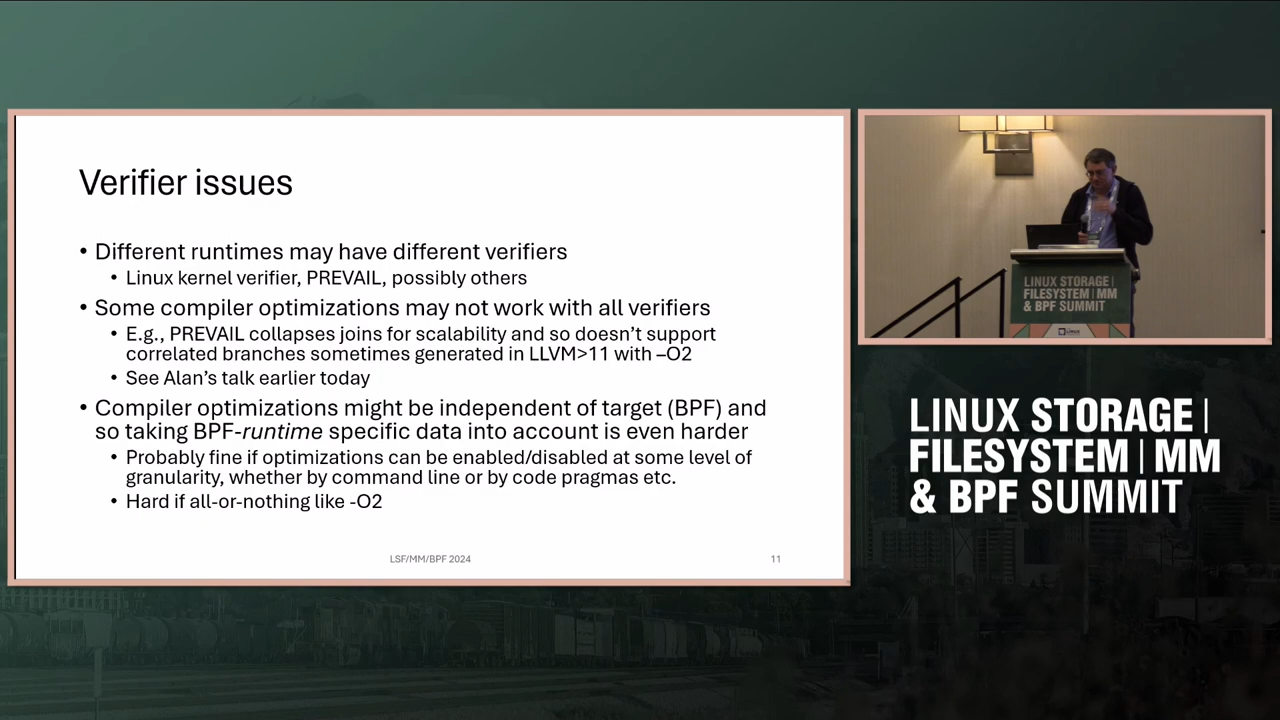 Verifier issues
• Different runtimes may have different verifiers
• Linux kernel verifier, PREVAIL, possibly others
• Some compiler optimizations may not work with all verifiers
• E.g., PREVAIL collapses joins for scalability and so doesn’t support
correlated branches sometimes generated in LLVM>11 with –O2
• See Alan’s talk earlier today
• Compiler optimizations might be independent of target (BPF) and
so taking BPF-runtime specific data into account is even harder
• Probably fine if optimizations can be enabled/disabled at some level of
granularity, whether by command line or by code pragmas etc.
• Hard if all-or-nothing like -O2
LSF/MM/BPF 2024
11
LINUX STORAGE |
FILESYSTEM | MM
& BPF SUMMIT
LINUX STORAGE |
FILESYSTEM | MM
& BPF SUMMIT